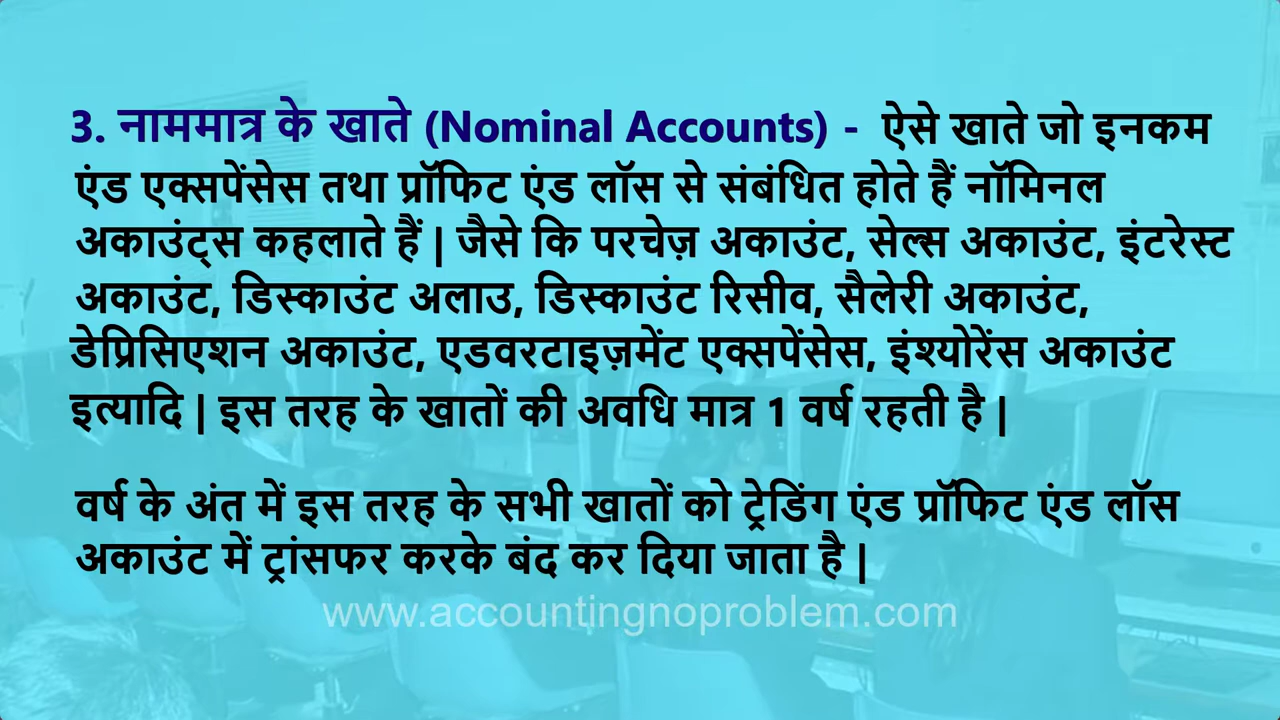 3. नाममात्र के खाते (Nominal Accounts) - ऐसे खाते जो इनकम
एंड एक्सपेंसेस तथा प्रॉफिट एंड लॉस से संबंधित होते हैं नॉमिनल
अकाउंट्स कहलाते हैं | जैसे कि परचेज़ अकाउंट, सेल्स अकाउंट, इंटरेस्ट
अकाउंट, डिस्काउंट अलाउ, डिस्काउंट रिसीव, सैलेरी अकाउंट,
डेप्रिसिएशन अकाउंट, एडवरटाइज़मेंट एक्सपेंसेस, इंश्योरेंस अकाउंट
इत्यादि | इस तरह के खातों की अवधि मात्र 1 वर्ष रहती है |
वर्ष के अंत में इस तरह के सभी खातों को ट्रेडिंग एंड प्रॉफिट एंड लॉस
अकाउंट में ट्रांसफर करके बंद कर दिया जाता है |
www.accountingnoproblem.com